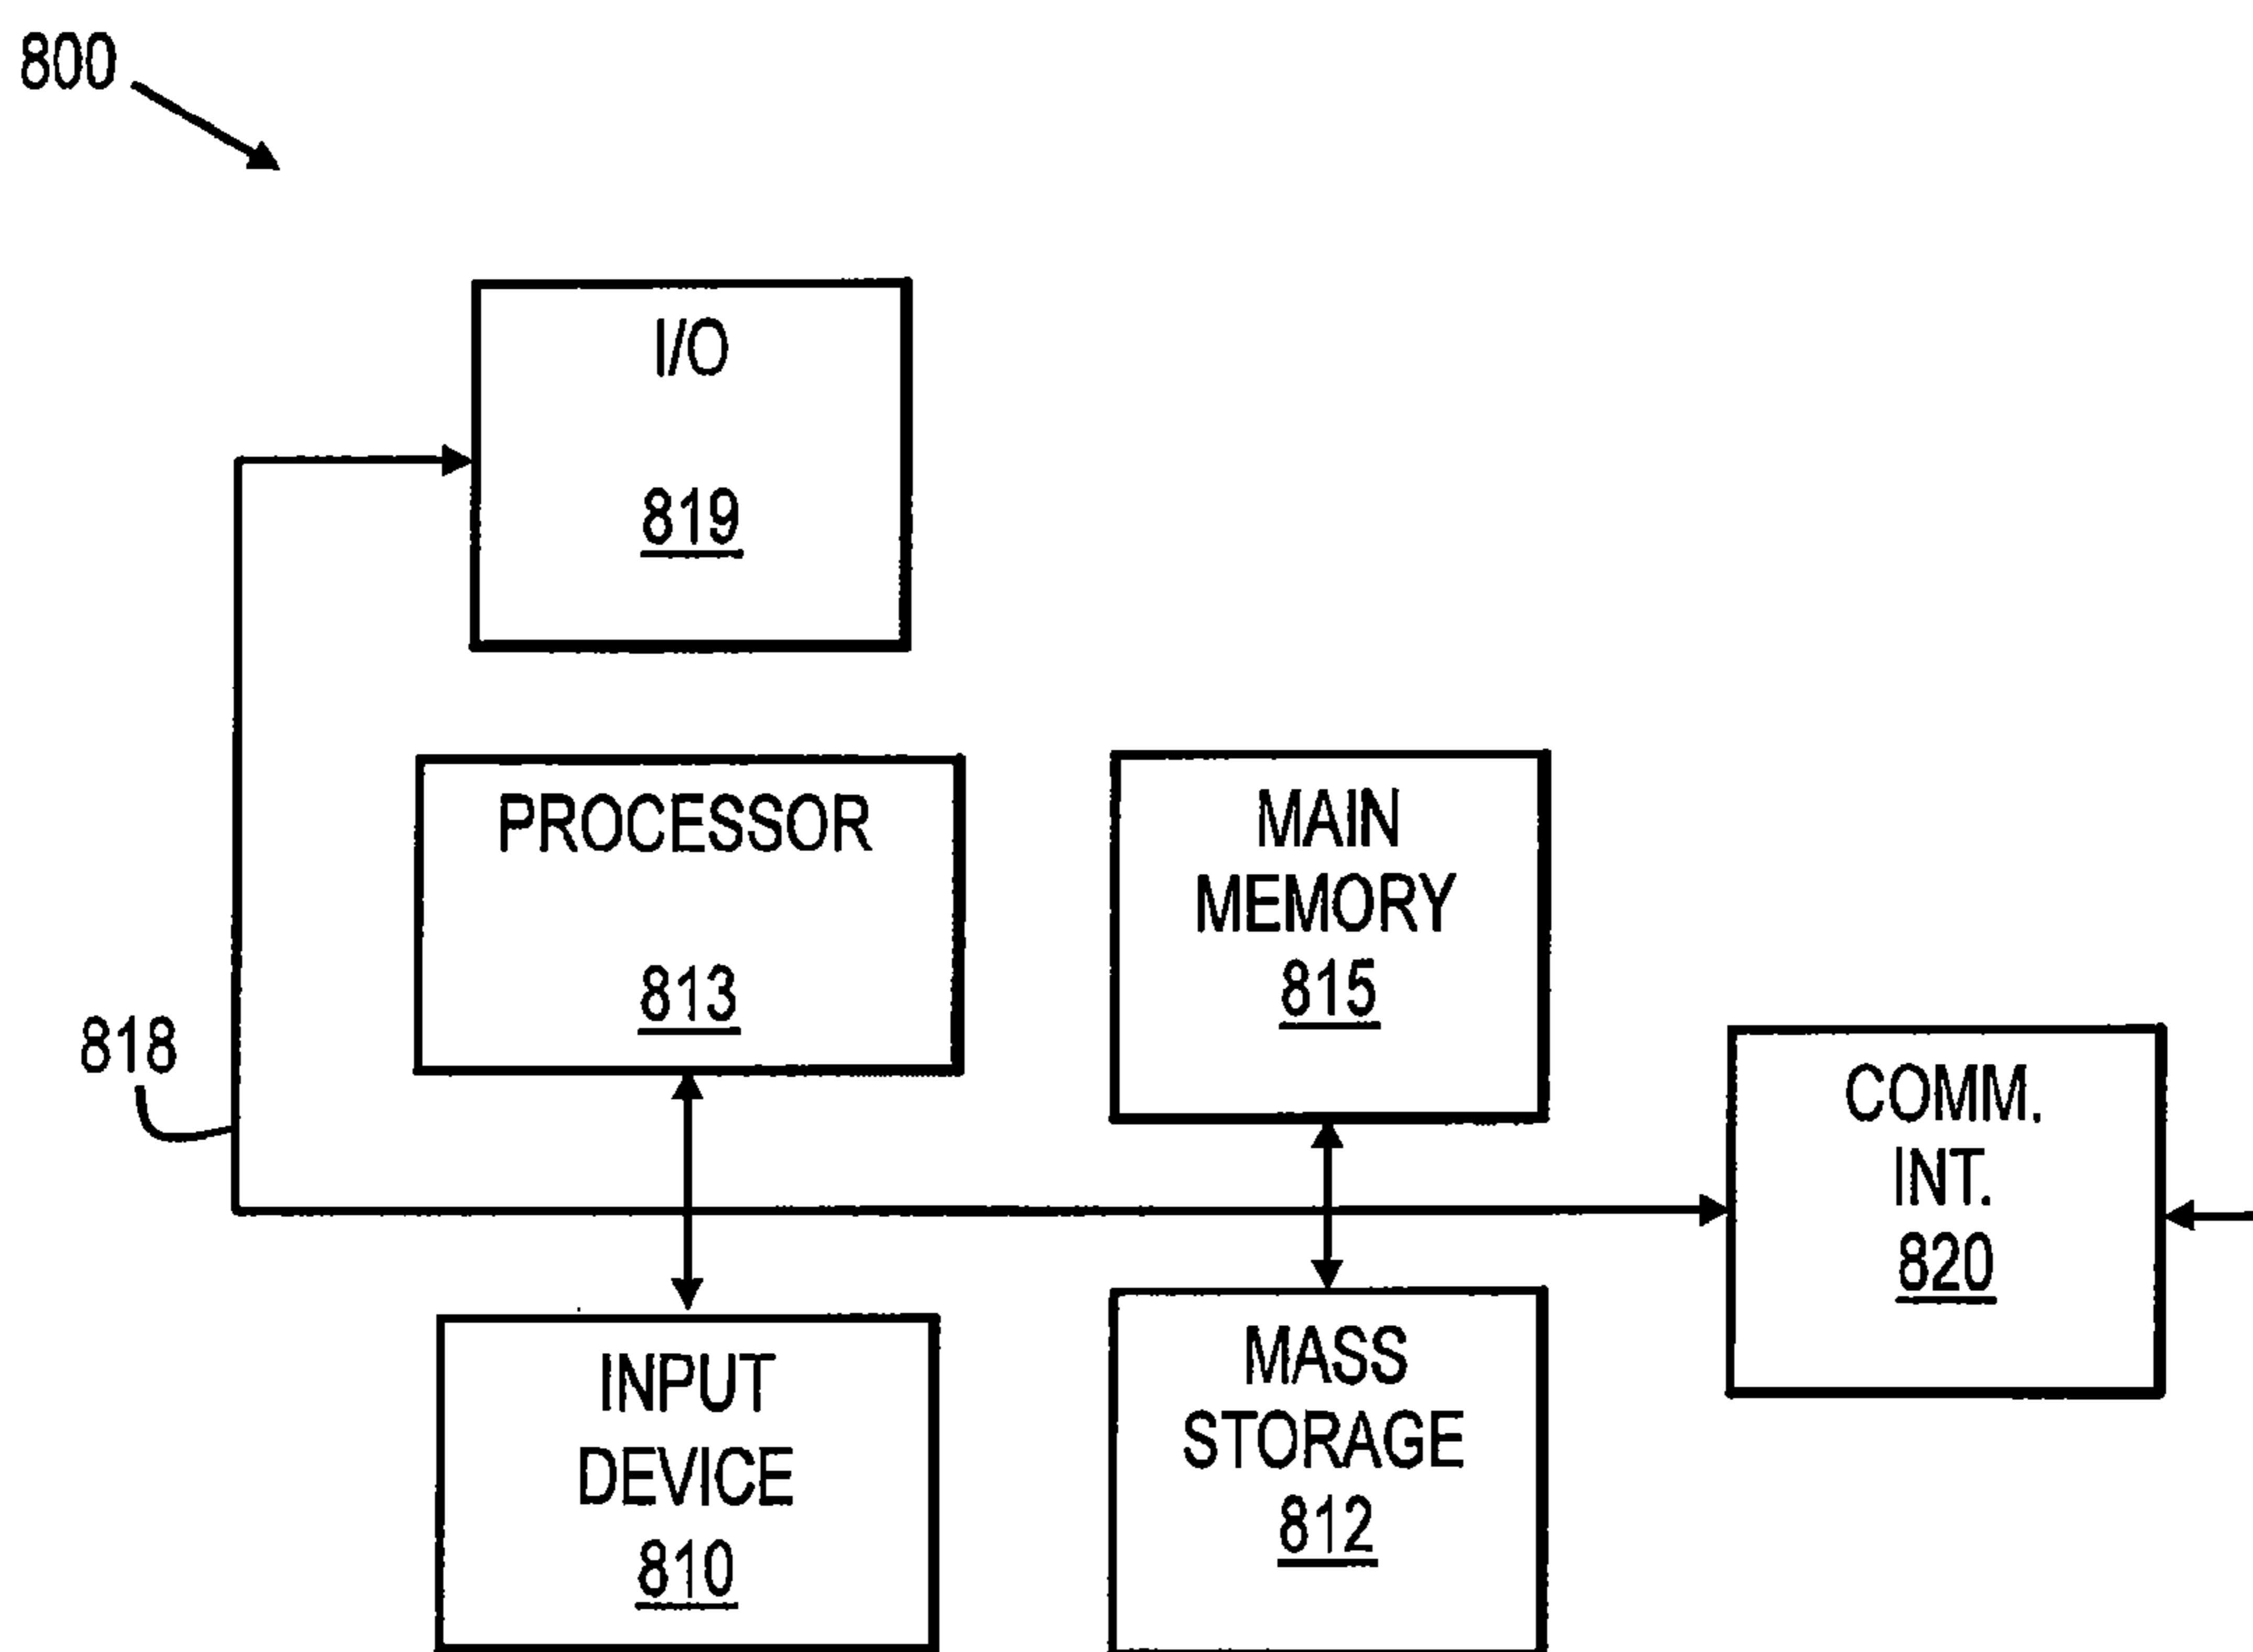 800
I/O
819
PROCESSOR
813
MAIN
MEMORY
815
818
COMM.
INT.
820
INPUT
DEVICE
810
MASS
STORAGE
812